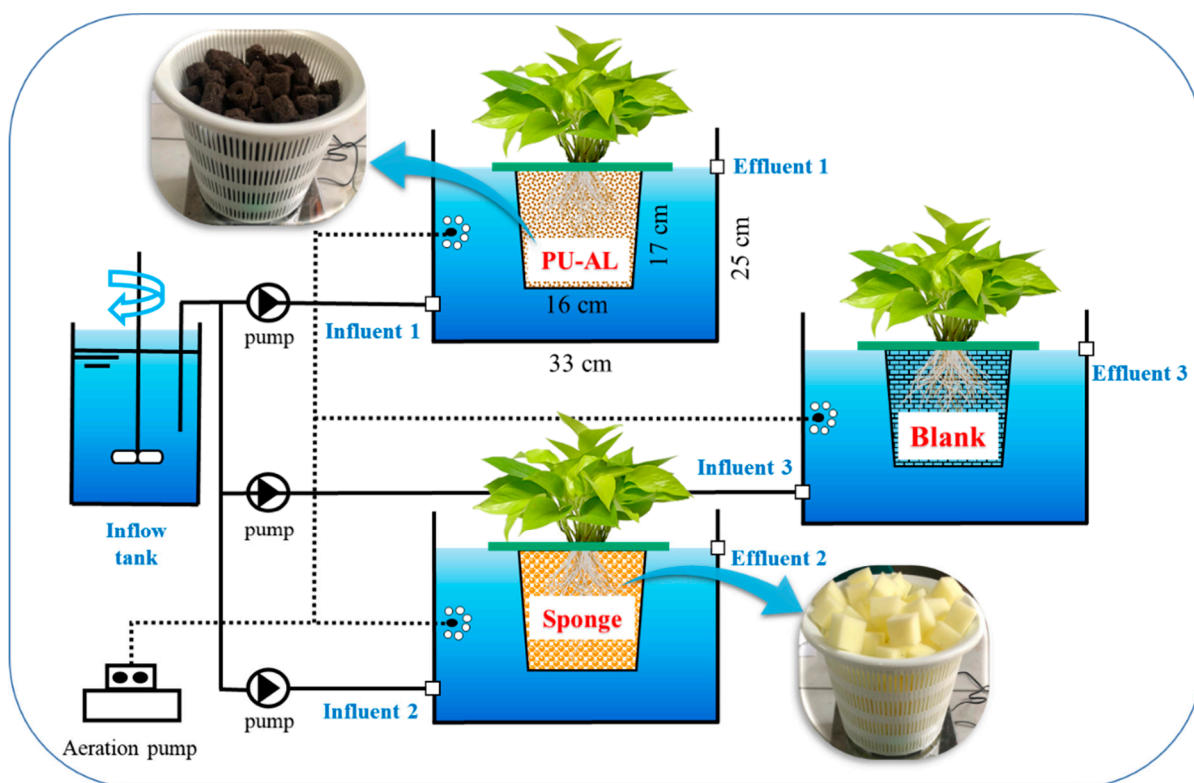 Effluent 1
PU-AL
17 cm
25 cm
16 cm
pump
Influent 1
33 cm
Effluent 3
Blank
Influent 3
pump
Inflow
tank
Effluent 2
Sponge
pump
Influent 2
Aeration pump